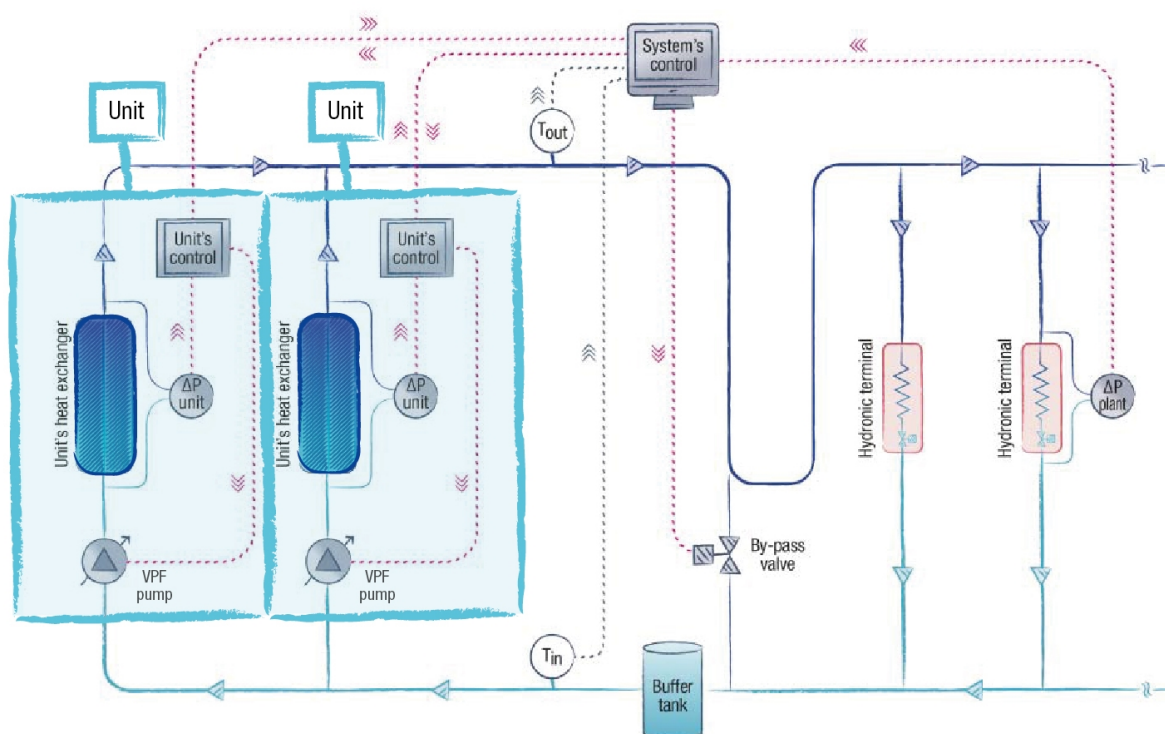 System's
control
Unit
Unit
Tout
Unit's
control
Unit's
control
Unit's heat exchanger
ΔP
unit
Unit's heat exchanger
ΔP
unit
Hydronic terminal
Hydronic terminal
ΔP
plant
VPF
pump
VPF
pump
By-pass
valve
Tin
Buffer
tank